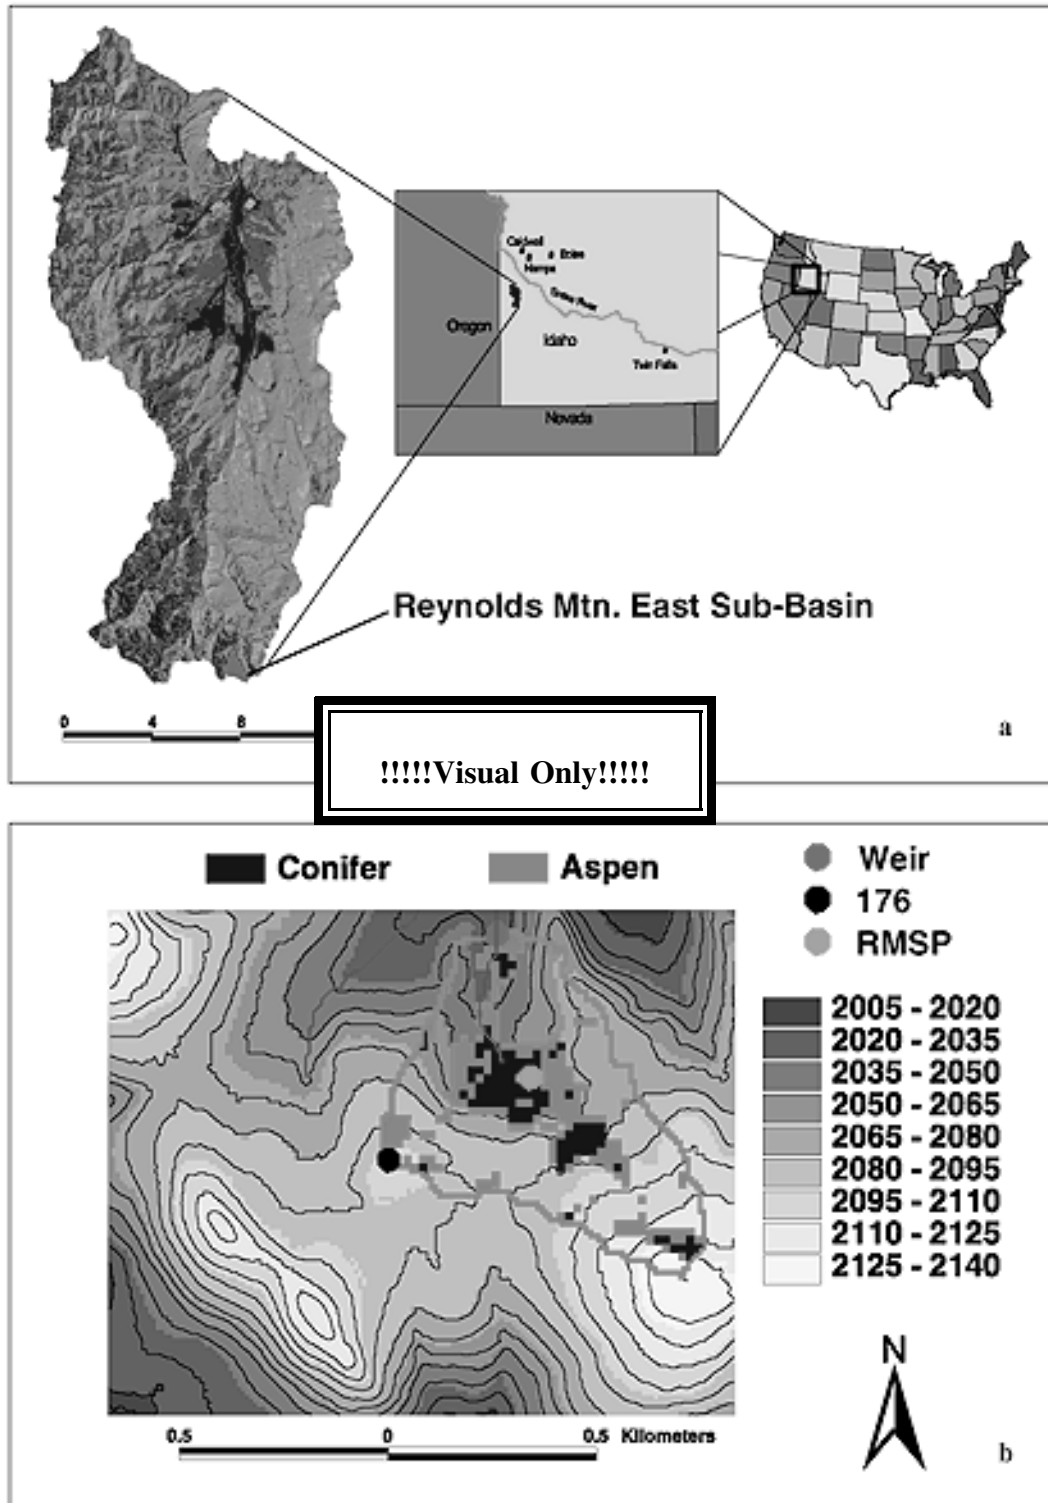 Caldwell
Boise
Nampa
Snake River
Oregon
Idaho
Twin Falls
Nevada
Reynolds Mtn. East Sub-Basin
0 4 8
a
!!!!!Visual Only!!!!!
Conifer Aspen
Weir
176
RMSP
2005 - 2020
2020 - 2035
2035 - 2050
2050 - 2065
2065 - 2080
2080 - 2095
2095 - 2110
2110 - 2125
2125 - 2140
N
0.5 0 0.5 Kilometers
b